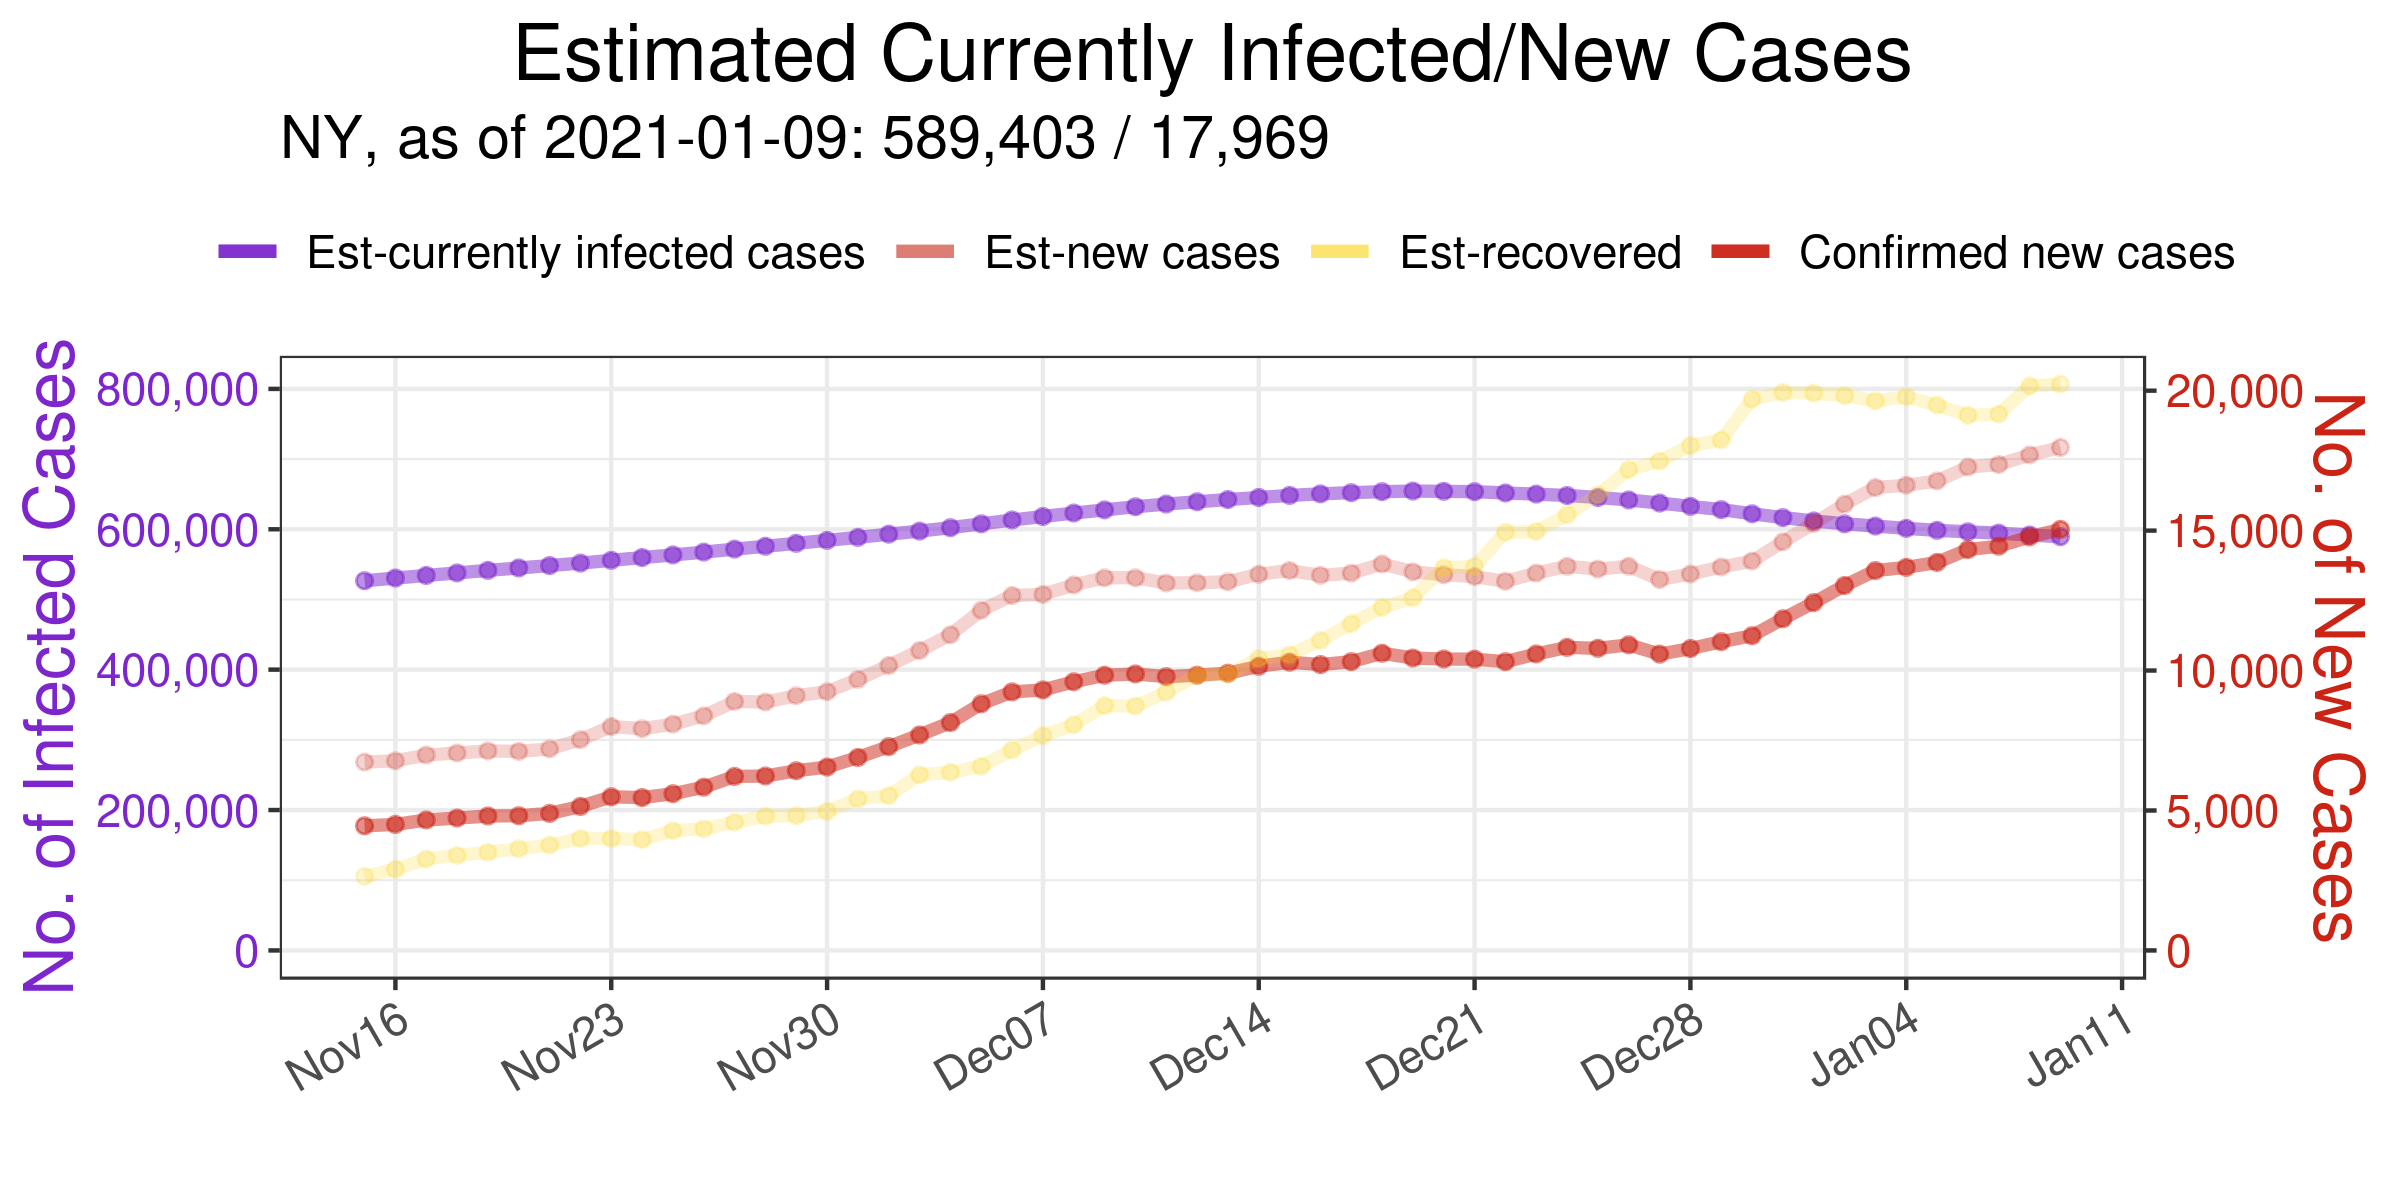 Estimated Currently Infected/New Cases
NY, as of 2021-01-09: 589,403 / 17,969
Est-currently infected cases Est-new cases Est-recovered Confirmed new cases
No. of Infected Cases
800,000
600,000
400,000
200,000
0
20,000
15,000
10,000
5,000
0
No. of New Cases
Nov16 Nov23 Nov30 Dec07 Dec14 Dec21 Dec28 Jan04 Jan11